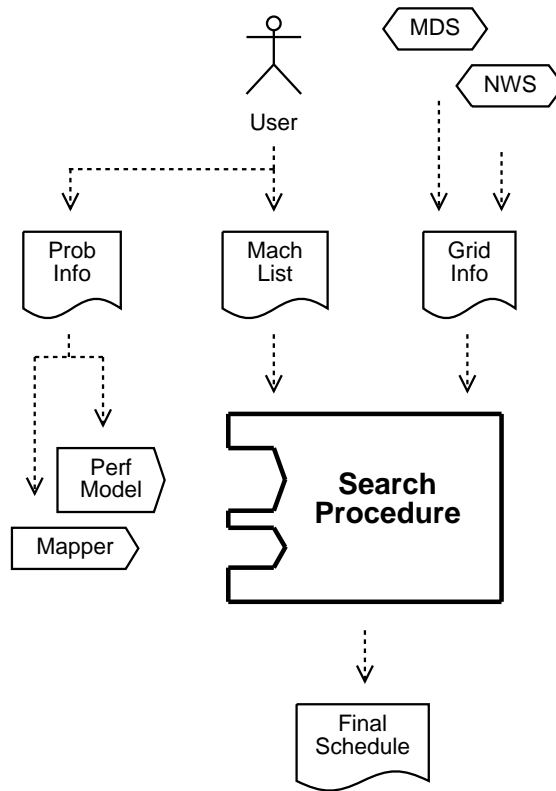 MDS
NWS
User
Prob
Info
Mach
List
Grid
Info
Perf
Model
Mapper
Search
Procedure
Final
Schedule